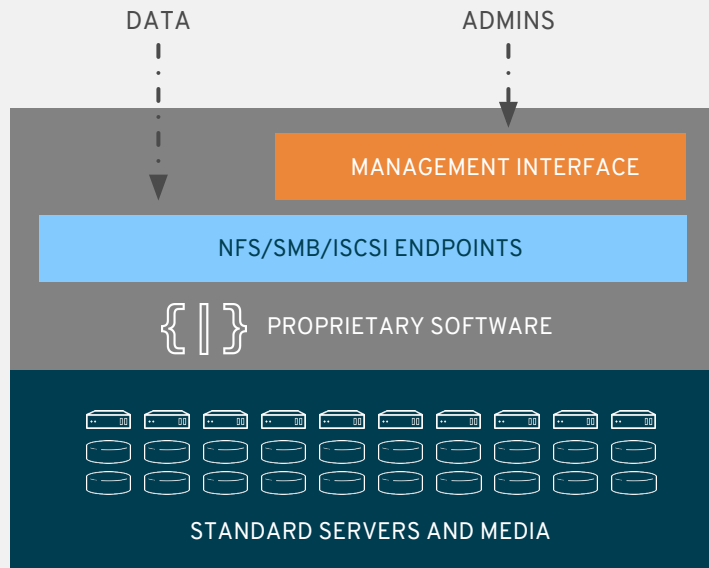 DATA
ADMINS
MANAGEMENT INTERFACE
NFS/SMB/ISCSI ENDPOINTS
{|} PROPRIETARY SOFTWARE
STANDARD SERVERS AND MEDIA